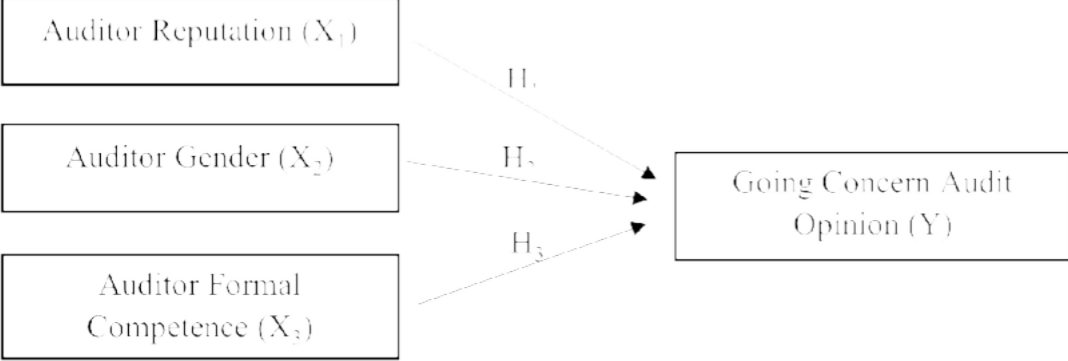 Auditor Reputation (X₁)
H₁
Auditor Gender (X₂)
H₂
Going Concern Audit
Opinion (Y)
H₃
Auditor Formal
Competence (X₃)